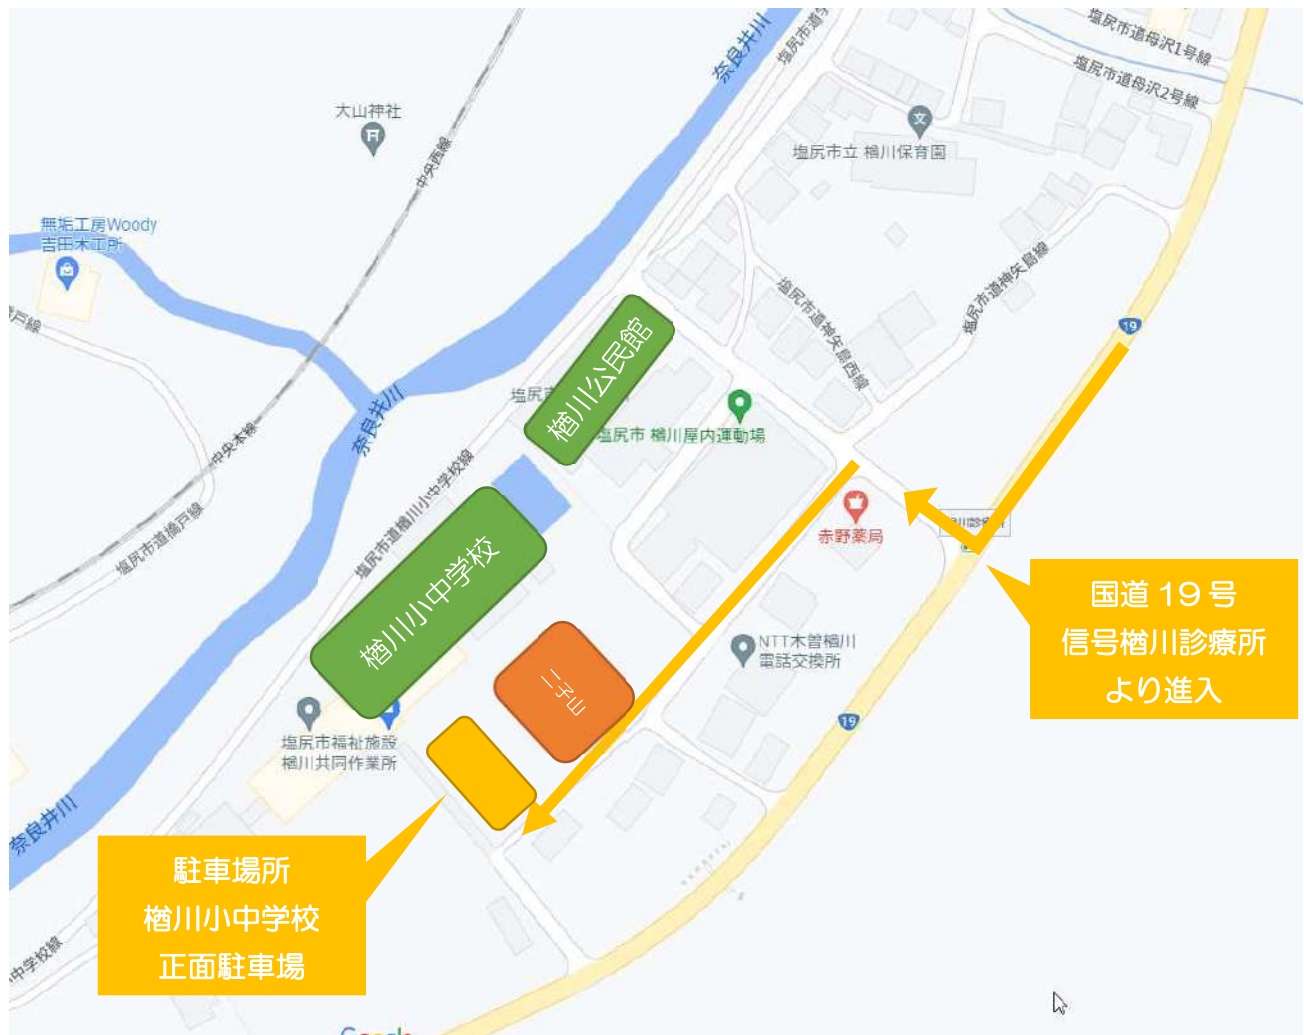 塩尻市道母沢1号線
奈良井川
塩尻市道母沢2号線
大山神社
塩尻市立 楢川保育園
中央西線
無垢工房Woody
吉田木工所
塩尻市道神矢島線
塩尻市道神矢島西線
19
楢川公民館
塩尻市 楢川屋内運動場
奈良井川
中央本線
塩尻市道楢川小中学校線
塩尻市道橋戸線
赤野薬局
楢川小中学校
国道19号
信号楢川診療所
より進入
NTT木曽楢川
電話交換所
二子山
19
塩尻市福祉施設
楢川共同作業所
奈良井川
駐車場所
楢川小中学校
正面駐車場
小中学校線
Google